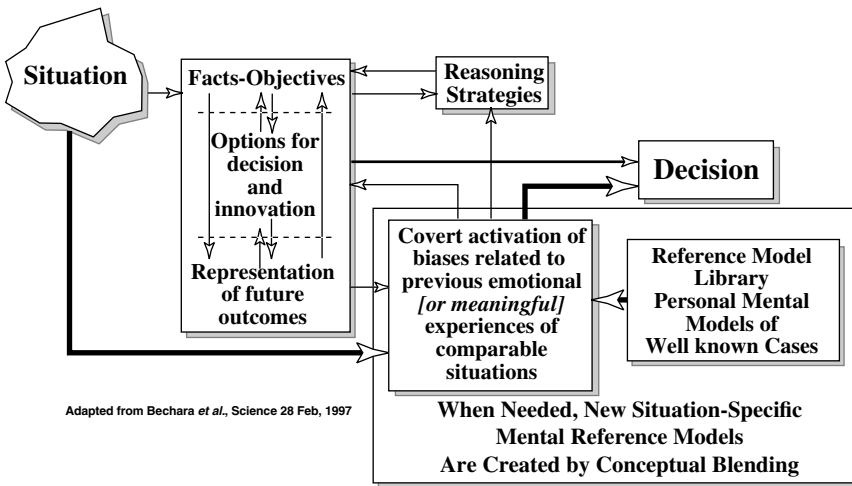 Situation
Facts-Objectives
Options for
decision
and
innovation
Representation
of future
outcomes
Reasoning
Strategies
Decision
Covert activation of
biases related to
previous emotional
[or meaningful]
experiences of
comparable
situations
Reference Model
Library
Personal Mental
Models of
Well known Cases
Adapted from Bechara et al., Science 28 Feb, 1997
When Needed, New Situation-Specific
Mental Reference Models
Are Created by Conceptual Blending